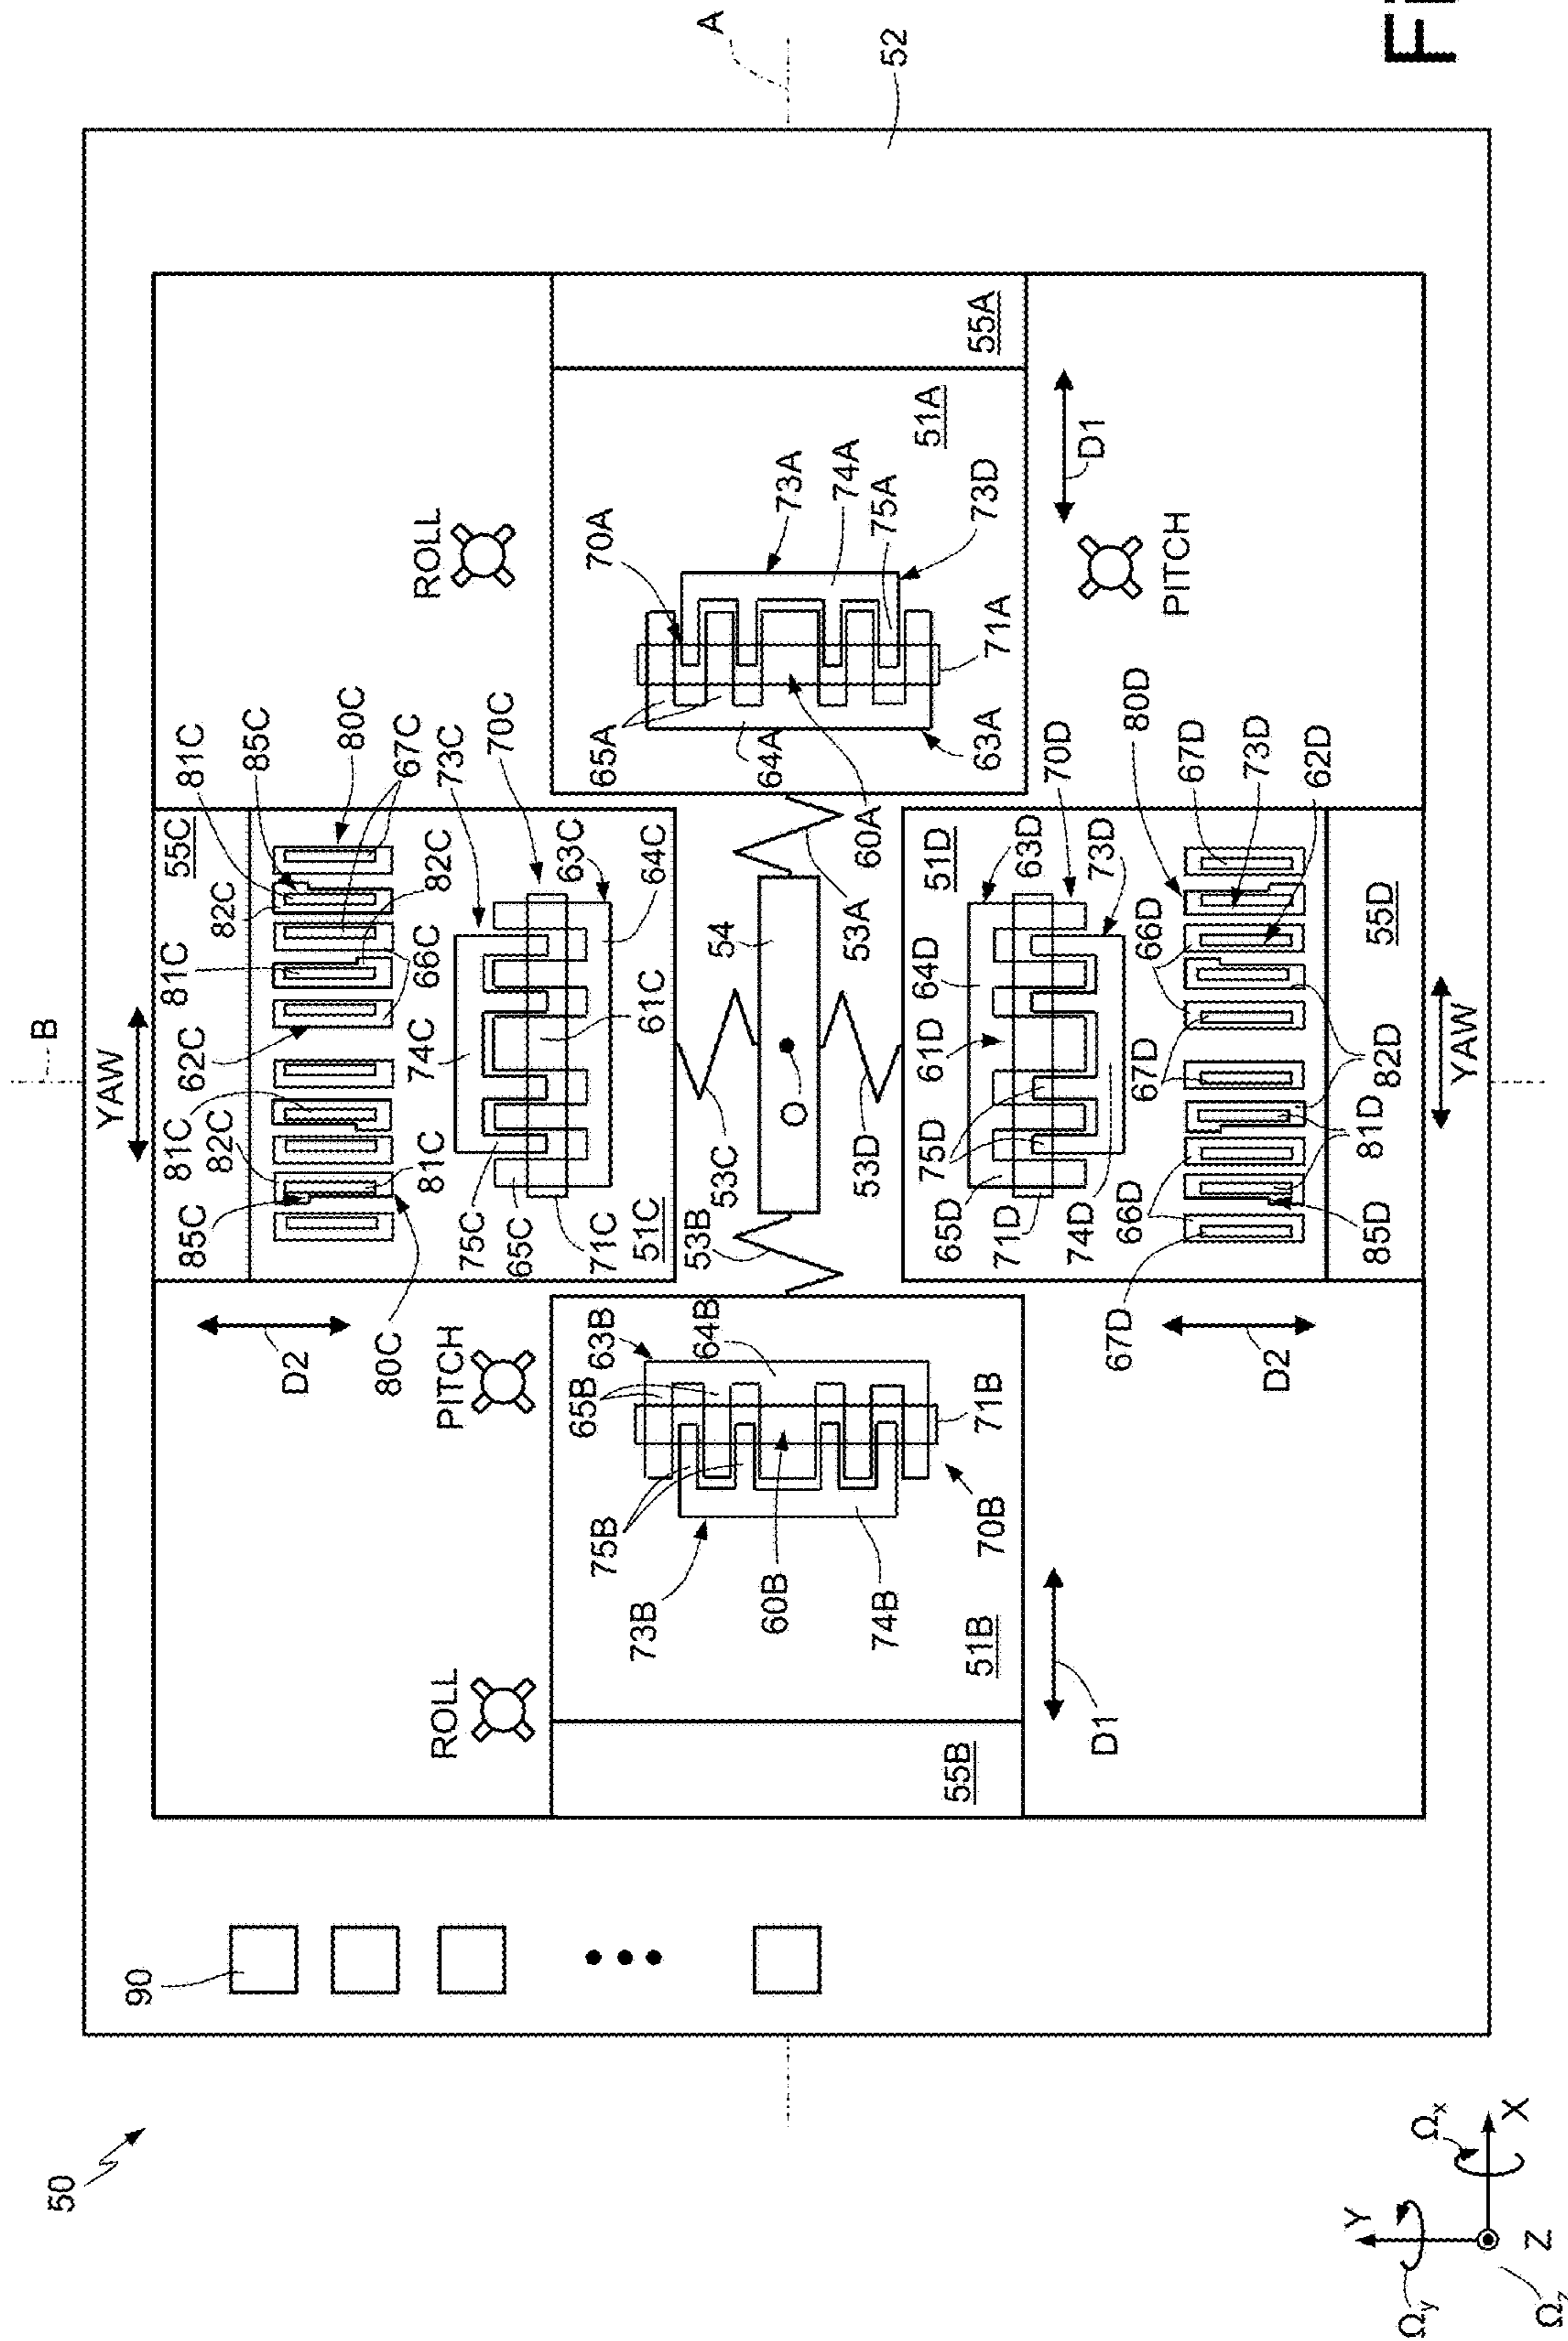 A
52
B
YAW
55C
81C
85C
80C
67C
73C
70C
82C
82C
81C
66C
62C
63C
74C
64C
61C
81C
82C
81C
85C
75C
65C
71C
51C
80C
D2
ROLL
70A
73A
74A
75A
73D
51A
55A
71A
65A
64A
63A
60A
D1
PITCH
53A
54
O
53C
53B
53D
51D
63D
70D
73D
64D
61D
75D
65D
71D
74D
80D
67D
73D
62D
66D
67D
82D
81D
66D
85D
67D
55D
YAW
D2
PITCH
63B
64B
65B
71B
70B
75B
60B
73B
74B
51B
D1
ROLL
55B
90
50
Y
Ωy
Ωx
X
Z
Ωz